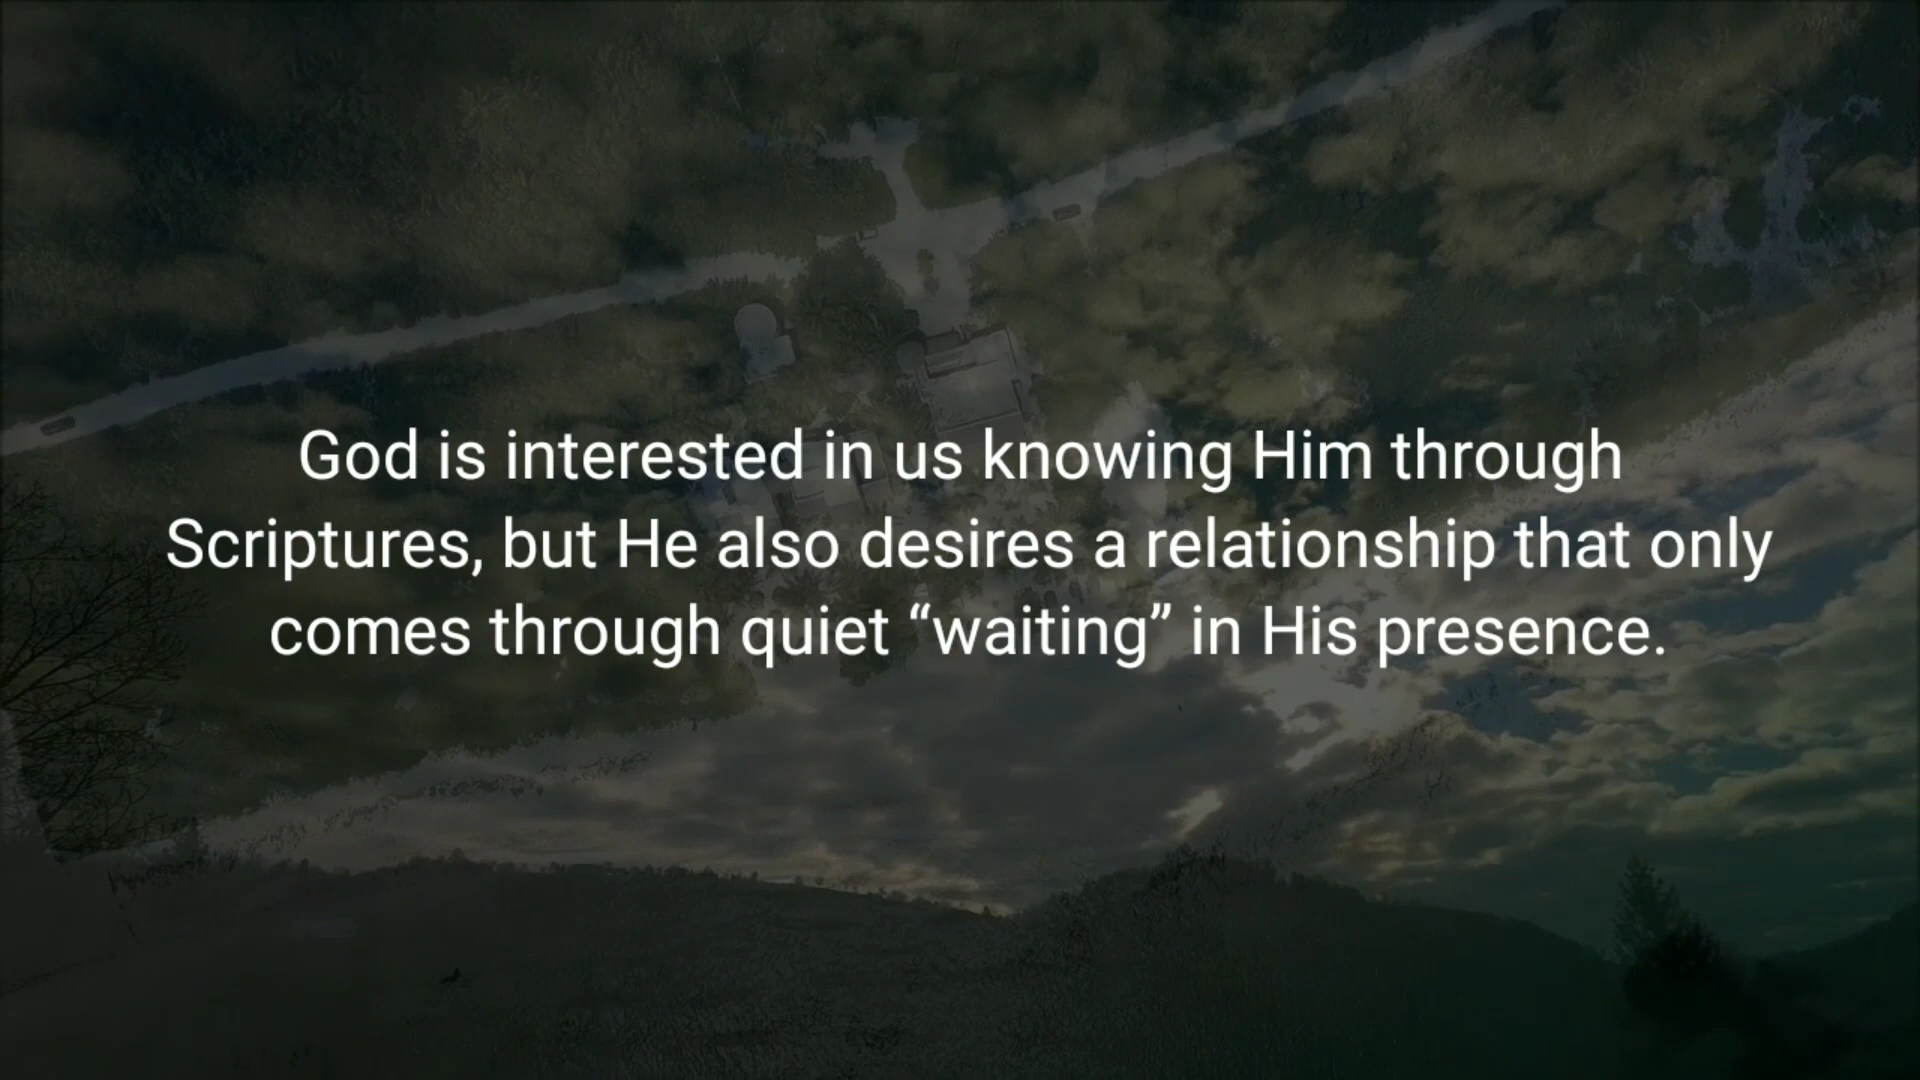 God is interested in us knowing Him through
Scriptures, but He also desires a relationship that only
comes through quiet “waiting” in His presence.